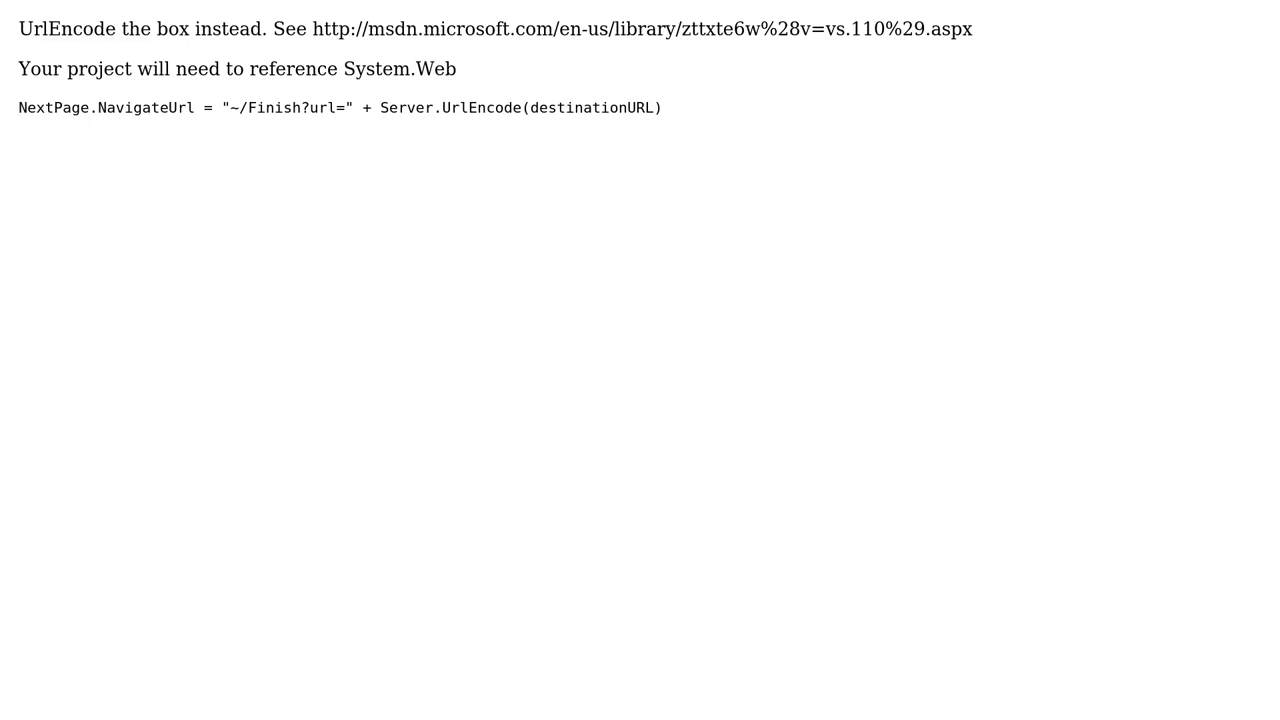 UrlEncode the box instead. See http://msdn.microsoft.com/en-us/library/zttxte6w%28v=vs.110%29.aspx
Your project will need to reference System.Web
NextPage.NavigateUrl = "~/Finish?url=" + Server.UrlEncode(destinationURL)